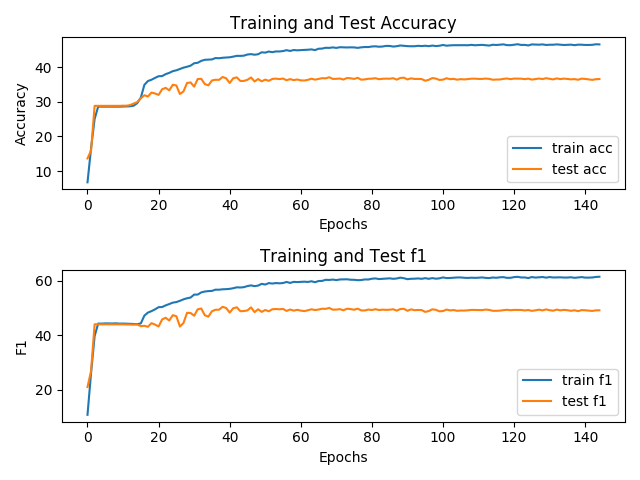 Training and Test Accuracy
Accuracy
40
30
20
10
train acc
test acc
0 20 40 60 80 100 120 140
Epochs
Training and Test f1
F1
60
40
20
train f1
test f1
0 20 40 60 80 100 120 140
Epochs